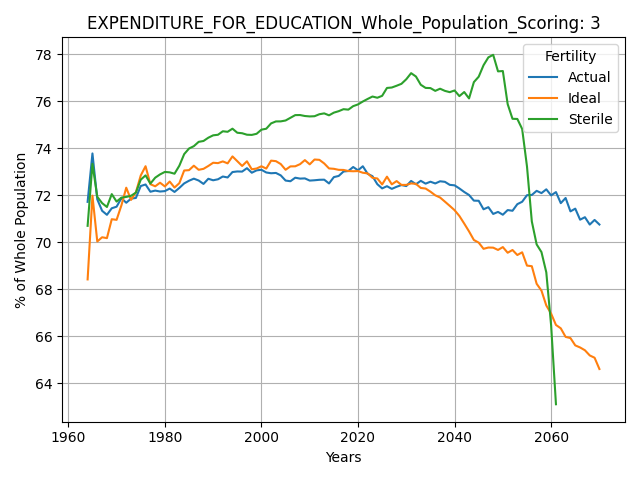 EXPENDITURE_FOR_EDUCATION_Whole_Population_Scoring: 3
Fertility
Actual
Ideal
Sterile
% of Whole Population
78
76
74
72
70
68
66
64
1960
1980
2000
2020
2040
2060
Years